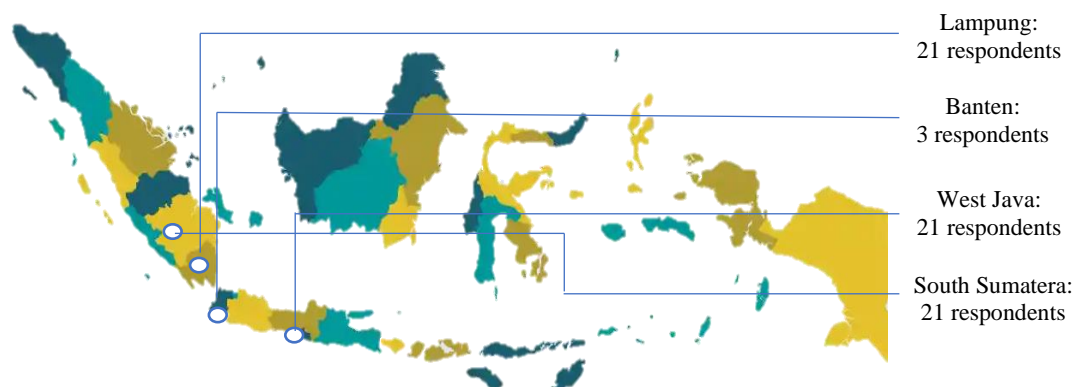 Lampung:
21 respondents
Banten:
3 respondents
West Java:
21 respondents
South Sumatera:
21 respondents